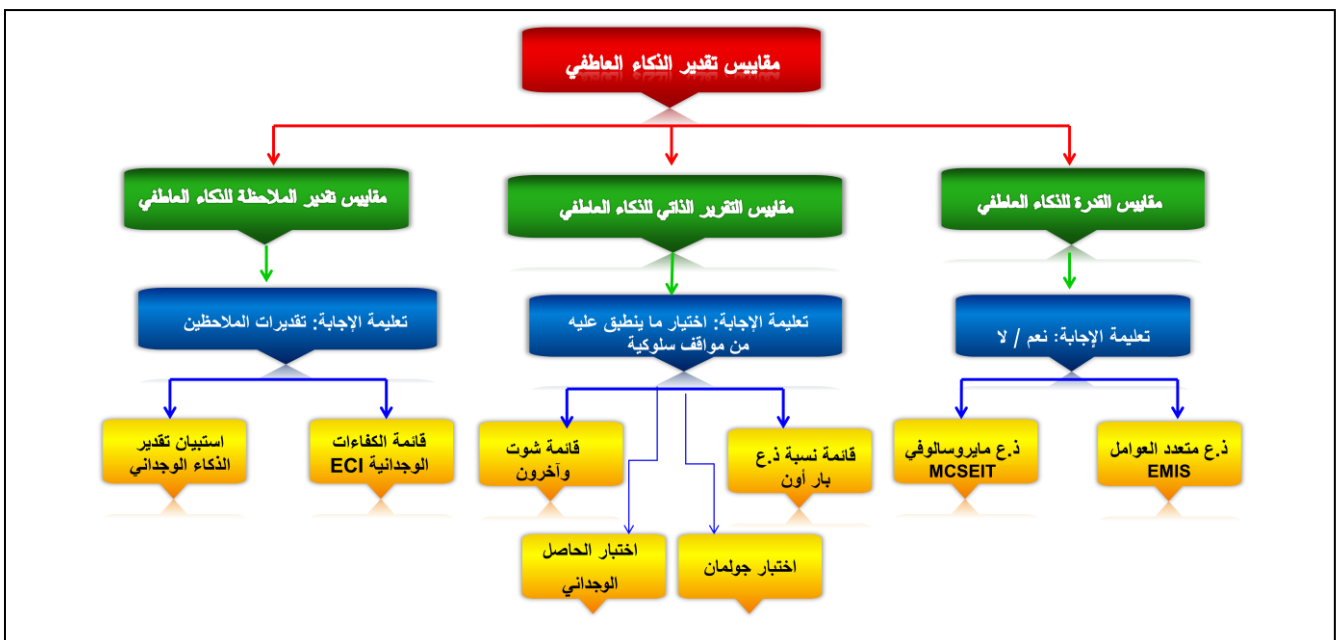 مقاييس تقدير الذكاء العاطفي
مقاييس القدرة للذكاء العاطفي
مقاييس التقرير الذاتي للذكاء العاطفي
مقاييس تقدير الملاحظة للذكاء العاطفي
تعليمة الإجابة: نعم / لا
تعليمة الإجابة: اختيار ما ينطبق عليه
من مواقف سلوكية
تعليمة الإجابة: تقديرات الملاحظين
ذ.ع متعدد العوامل
EMIS
ذ.ع مايروسالوفي
MCSEIT
قائمة نسبة ذ.ع
بار أون
قائمة شوت
وآخرون
قائمة الكفاءات
الوجدانية ECI
استبيان تقدير
الذكاء الوجداني
اختبار جولمان
اختبار الحاصل
الوجداني